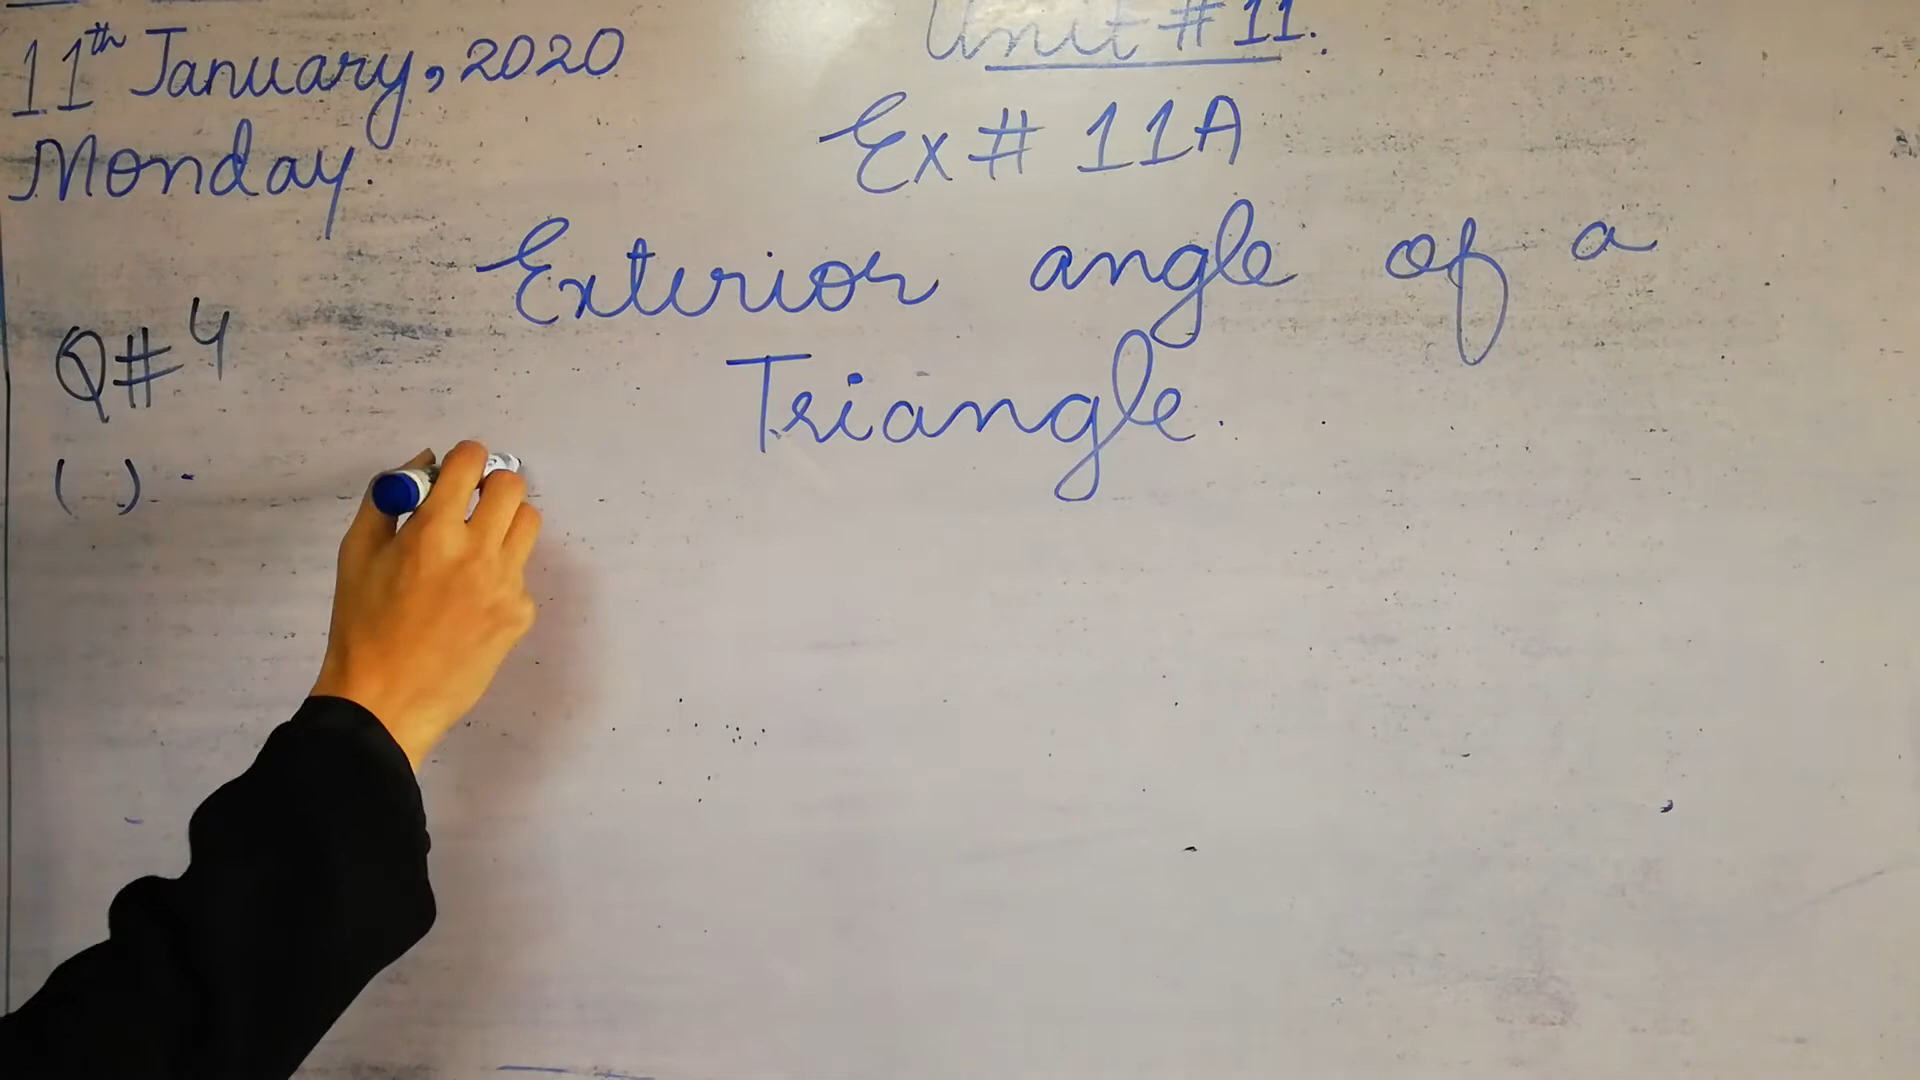 11th January, 2020
Monday.
Unit # 11.
Ex # 11A
Exterior angle of a
Triangle.
Q# 4
( ).